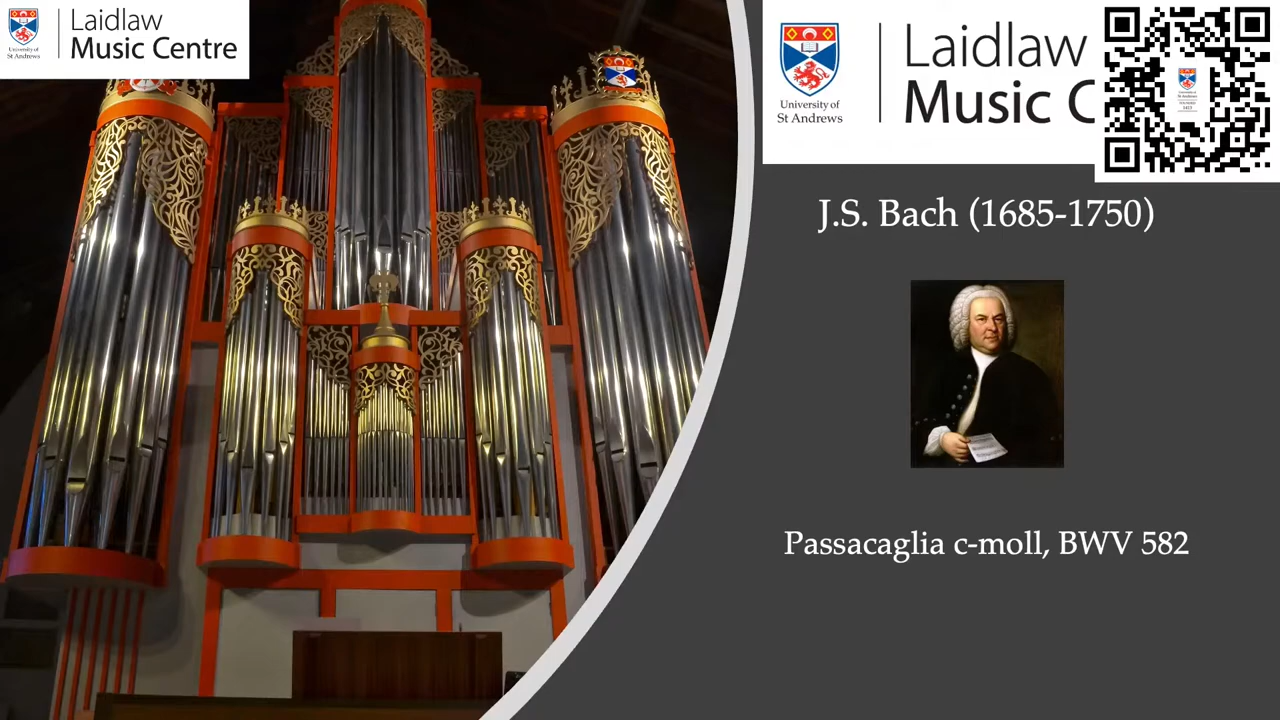 Laidlaw
Music Centre
University of
St Andrews
Laidlaw
Music C
University of
St Andrews
J.S. Bach (1685-1750)
Passacaglia c-moll, BWV 582